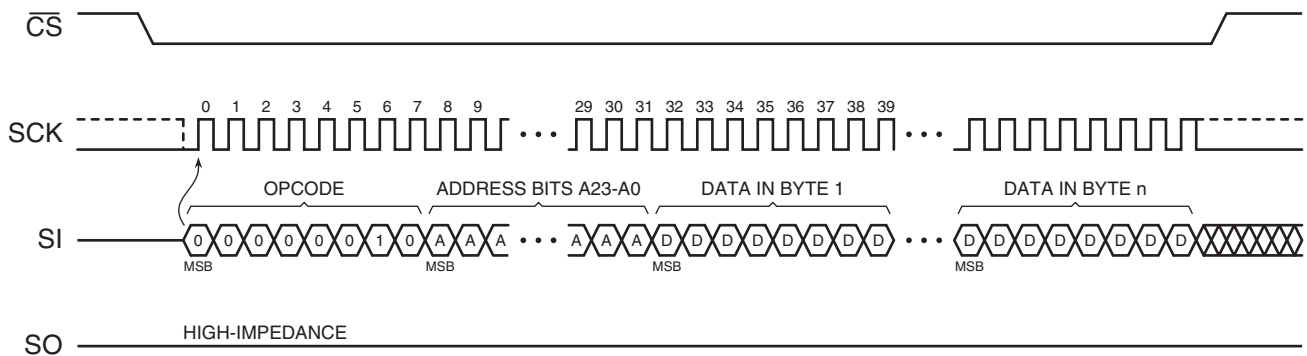 CS
0 1 2 3 4 5 6 7 8 9 29 30 31 32 33 34 35 36 37 38 39
SCK
OPCODE ADDRESS BITS A23-A0 DATA IN BYTE 1 DATA IN BYTE n
SI 0 0 0 0 0 0 1 0 A A A A A A D D D D D D D D D D D D D D D D
MSB MSB MSB MSB
HIGH-IMPEDANCE
SO